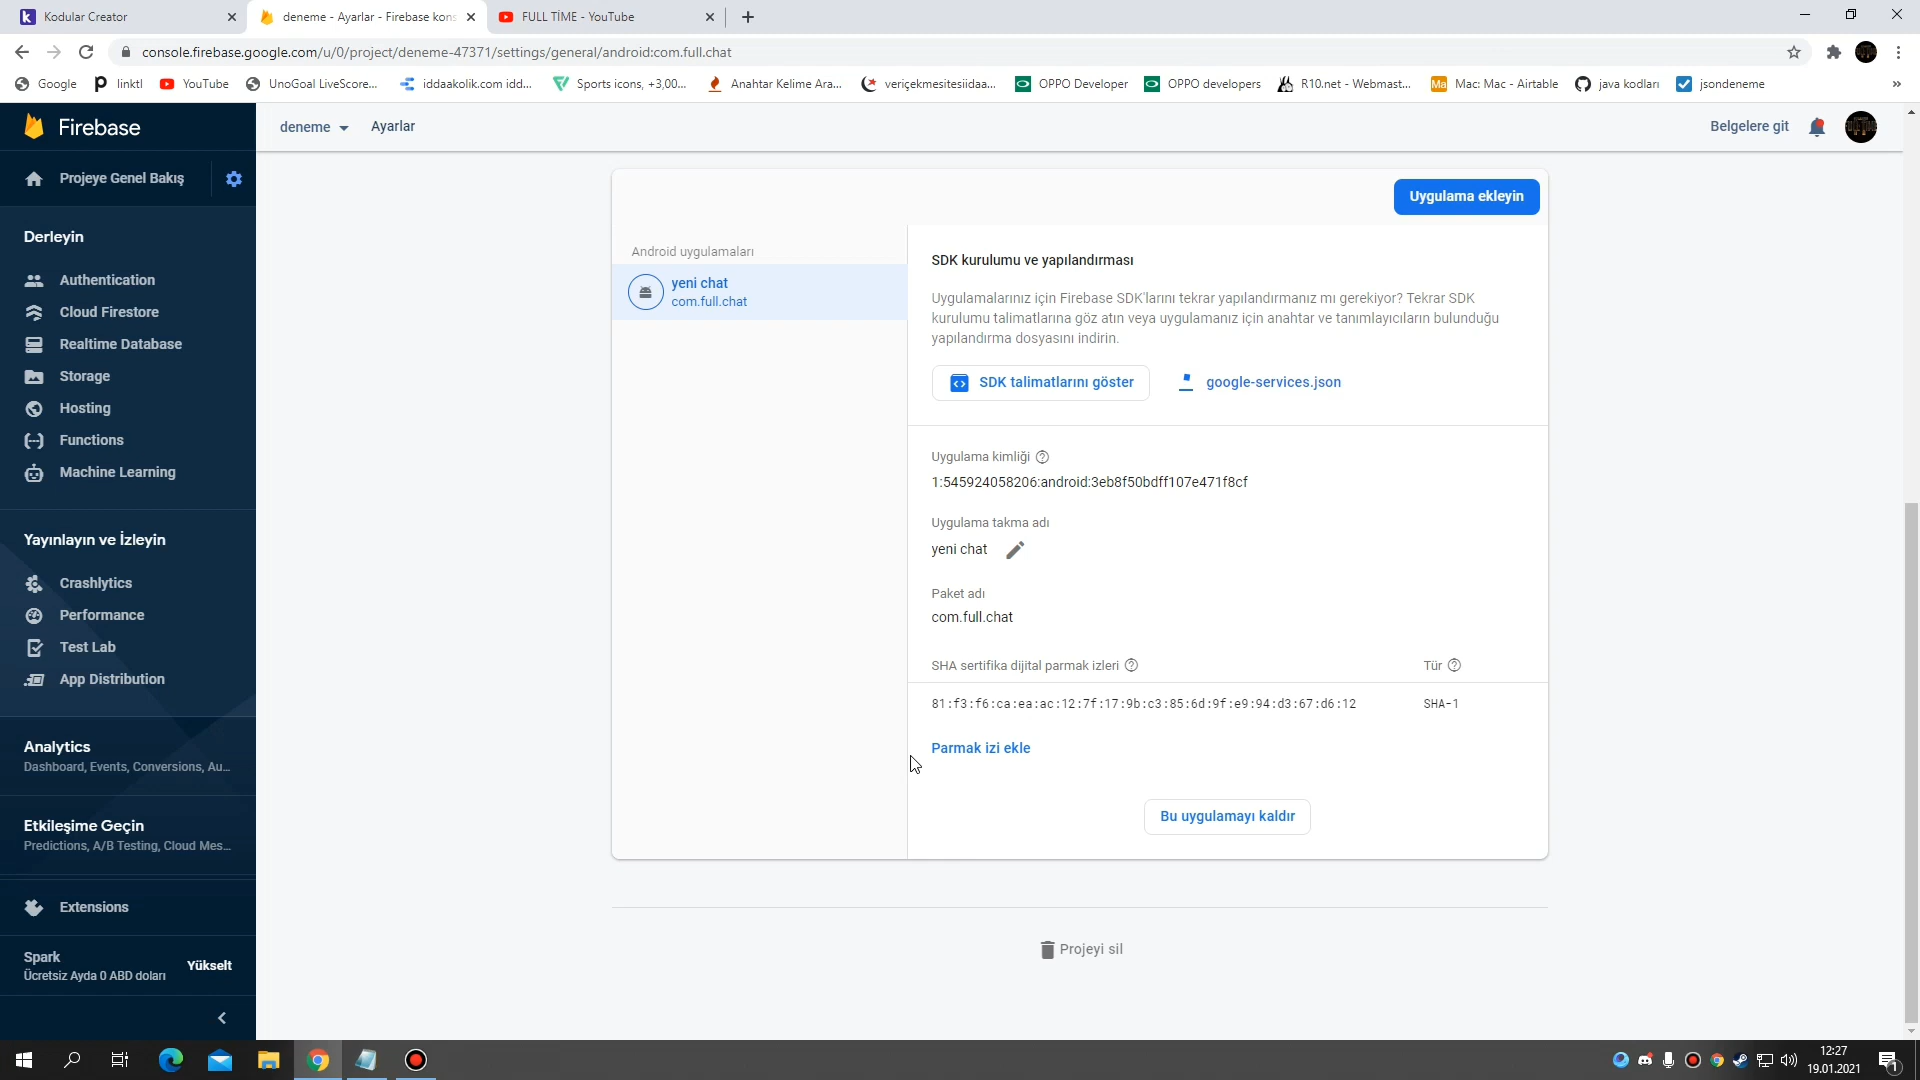 Kodular Creator
deneme - Ayarlar - Firebase kons
FULL TİME - YouTube
console.firebase.google.com/u/0/project/deneme-47371/settings/general/android:com.full.chat
Google
linktl
YouTube
UnoGoal LiveScore...
iddaakolik.com idd...
Sports icons, +3,00...
Anahtar Kelime Ara...
veriçekmesitesiidaa...
OPPO Developer
OPPO developers
R10.net - Webmast...
Mac: Mac - Airtable
java kodları
jsondeneme
»
Firebase
deneme
Ayarlar
Belgelere git
Projeye Genel Bakış
Derleyin
Authentication
Cloud Firestore
Realtime Database
Storage
Hosting
Functions
Machine Learning
Yayınlayın ve İzleyin
Crashlytics
Performance
Test Lab
App Distribution
Analytics
Dashboard, Events, Conversions, Au...
Etkileşime Geçin
Predictions, A/B Testing, Cloud Mes...
Extensions
Spark
Ücretsiz Ayda 0 ABD doları
Yükselt
Uygulama ekleyin
Android uygulamaları
yeni chat
com.full.chat
SDK kurulumu ve yapılandırması
Uygulamalarınız için Firebase SDK'larını tekrar yapılandırmanız mı gerekiyor? Tekrar SDK
kurulumu talimatlarına göz atın veya uygulamanız için anahtar ve tanımlayıcıların bulunduğu
yapılandırma dosyasını indirin.
SDK talimatlarını göster
google-services.json
Uygulama kimliği
1:545924058206:android:3eb8f50bdff107e471f8cf
Uygulama takma adı
yeni chat
Paket adı
com.full.chat
SHA sertifika dijital parmak izleri
Tür
81:f3:f6:ca:ea:ac:12:7f:17:9b:c3:85:6d:9f:e9:94:d3:67:d6:12
SHA-1
Parmak izi ekle
Bu uygulamayı kaldır
Projeyi sil
12:27
19.01.2021
1